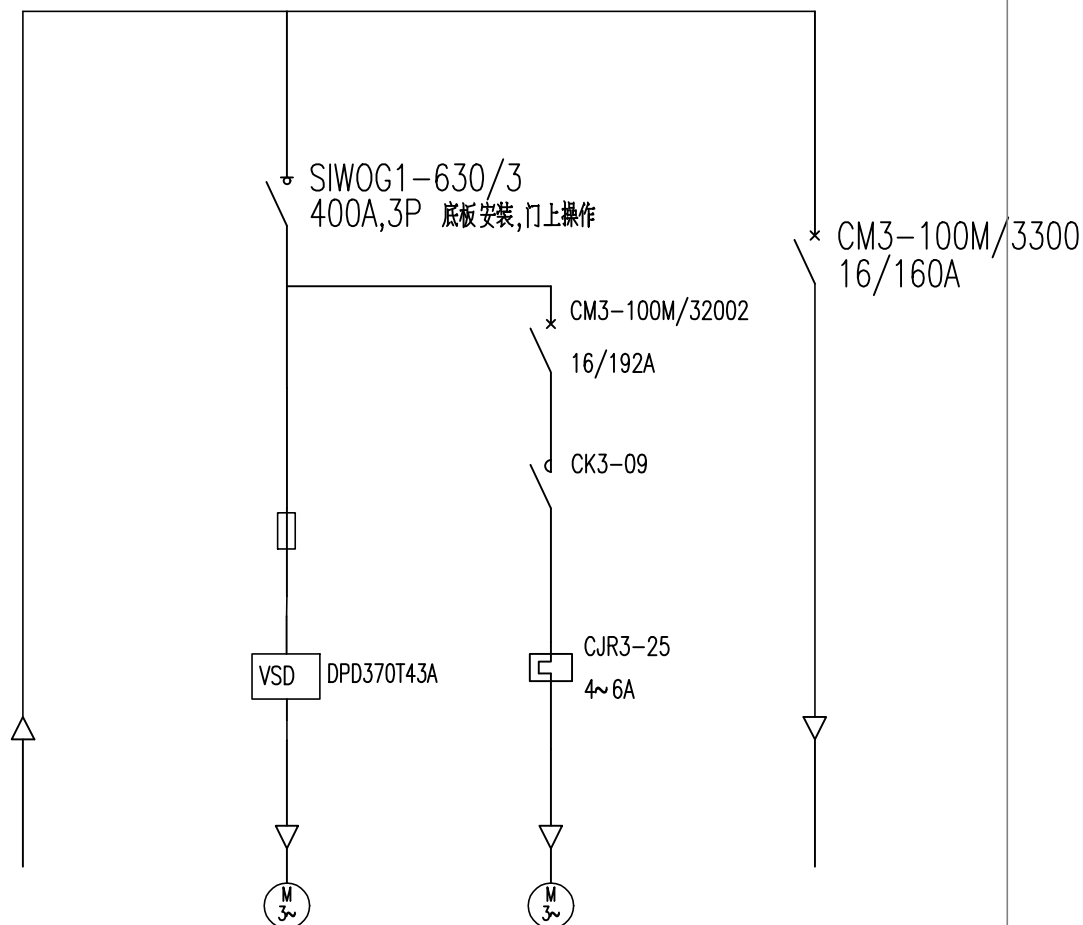 SIWOG1-630/3
400A,3P 底板安装,门上操作
CM3-100M/3300
16/160A
CM3-100M/32002
16/192A
CK3-09
CJR3-25
4~6A
VSD
DPD370T43A
M
3~
M
3~